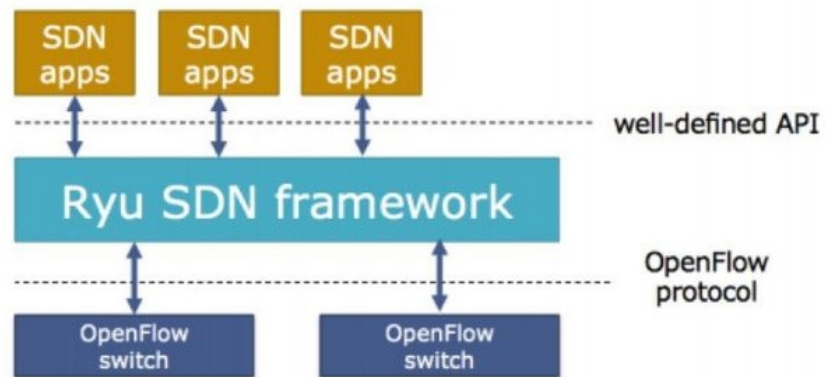 SDN
apps
SDN
apps
SDN
apps
well-defined API
Ryu SDN framework
OpenFlow
protocol
OpenFlow
switch
OpenFlow
switch